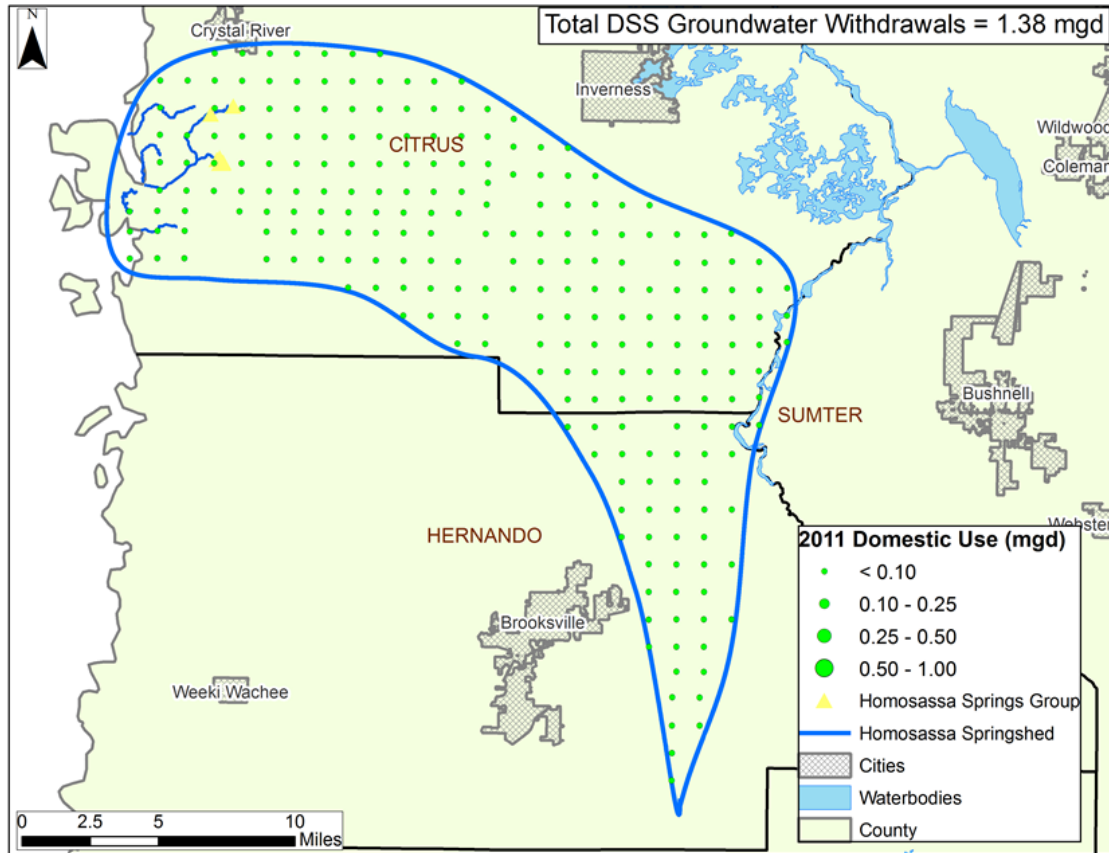 Total DSS Groundwater Withdrawals = 1.38 mgd
N
Crystal River
Inverness
Wildwood
Coleman
CITRUS
Bushnell
SUMTER
Webster
HERNANDO
Brooksville
Weeki Wachee
2011 Domestic Use (mgd)
< 0.10
0.10 - 0.25
0.25 - 0.50
0.50 - 1.00
Homosassa Springs Group
Homosassa Springshed
Cities
Waterbodies
County
0 2.5 5 10
Miles